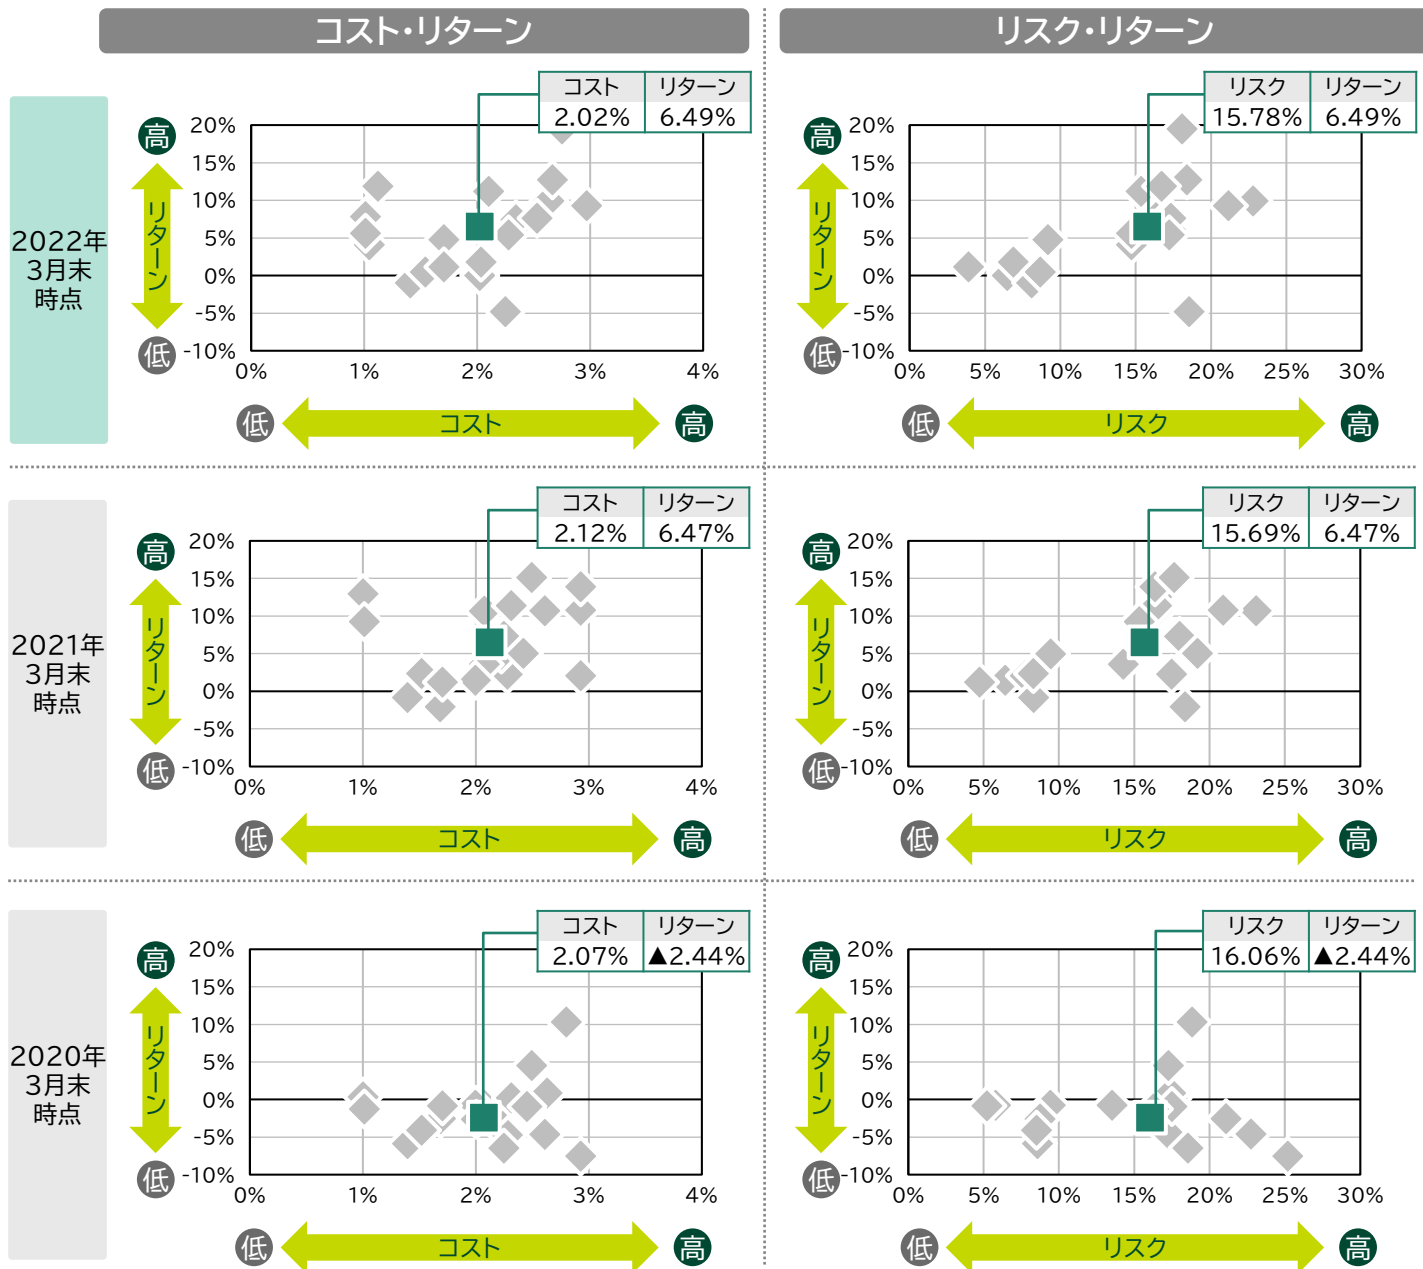 コスト・リターン
リスク・リターン
2022年
3月末
時点
コスト リターン
2.02% 6.49%
高
リターン
低
20%
15%
10%
5%
0%
-5%
-10%
0% 1% 2% 3% 4%
低 コスト 高
リスク リターン
15.78% 6.49%
高
リターン
低
20%
15%
10%
5%
0%
-5%
-10%
0% 5% 10% 15% 20% 25% 30%
低 リスク 高
2021年
3月末
時点
コスト リターン
2.12% 6.47%
高
リターン
低
20%
15%
10%
5%
0%
-5%
-10%
0% 1% 2% 3% 4%
低 コスト 高
リスク リターン
15.69% 6.47%
高
リターン
低
20%
15%
10%
5%
0%
-5%
-10%
0% 5% 10% 15% 20% 25% 30%
低 リスク 高
2020年
3月末
時点
コスト リターン
2.07% ▲2.44%
高
リターン
低
20%
15%
10%
5%
0%
-5%
-10%
0% 1% 2% 3% 4%
低 コスト 高
リスク リターン
16.06% ▲2.44%
高
リターン
低
20%
15%
10%
5%
0%
-5%
-10%
0% 5% 10% 15% 20% 25% 30%
低 リスク 高